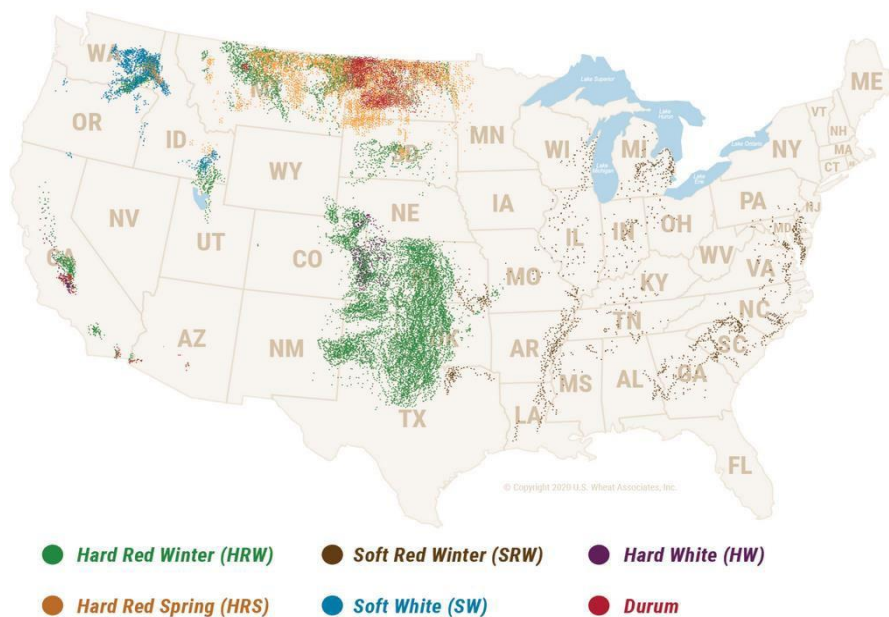 WA
ME
Lake Superior
OR
ID
MN
WI
Lake
Huron
MI
VT
NH
NY
Lake Ontario
MA
CT
WY
SD
Lake
Michigan
Lake
Erie
IA
NE
PA
NJ
NV
UT
CO
IL
IN
OH
MD
CA
MO
WV
VA
KY
NC
TN
AZ
NM
OK
AR
SC
MS
AL
GA
LA
TX
FL
© Copyright 2020 U.S. Wheat Associates, Inc.
Hard Red Winter (HRW) Soft Red Winter (SRW) Hard White (HW)
Hard Red Spring (HRS) Soft White (SW) Durum